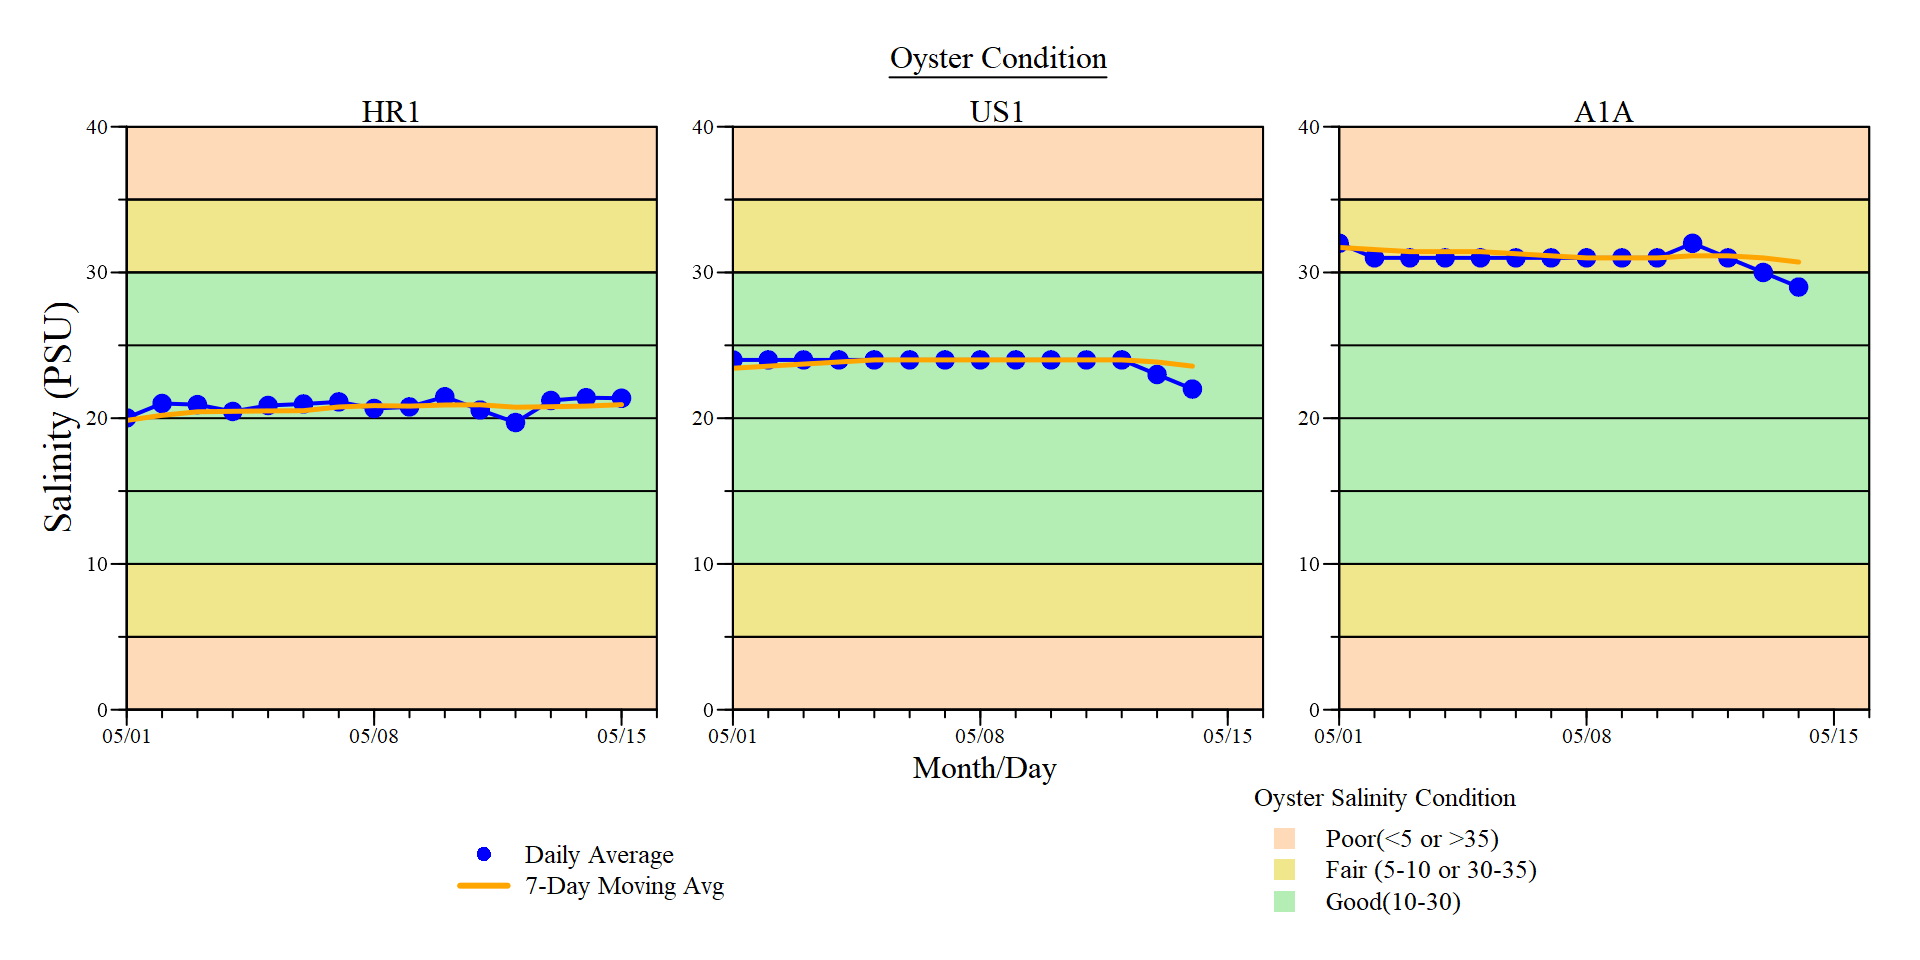 Oyster Condition
HR1
US1
A1A
Salinity (PSU)
40
30
20
10
0
05/01
05/08
05/15
40
30
20
10
0
05/01
05/08
05/15
40
30
20
10
0
05/01
05/08
05/15
Month/Day
Daily Average
7-Day Moving Avg
Oyster Salinity Condition
Poor(<5 or >35)
Fair (5-10 or 30-35)
Good(10-30)